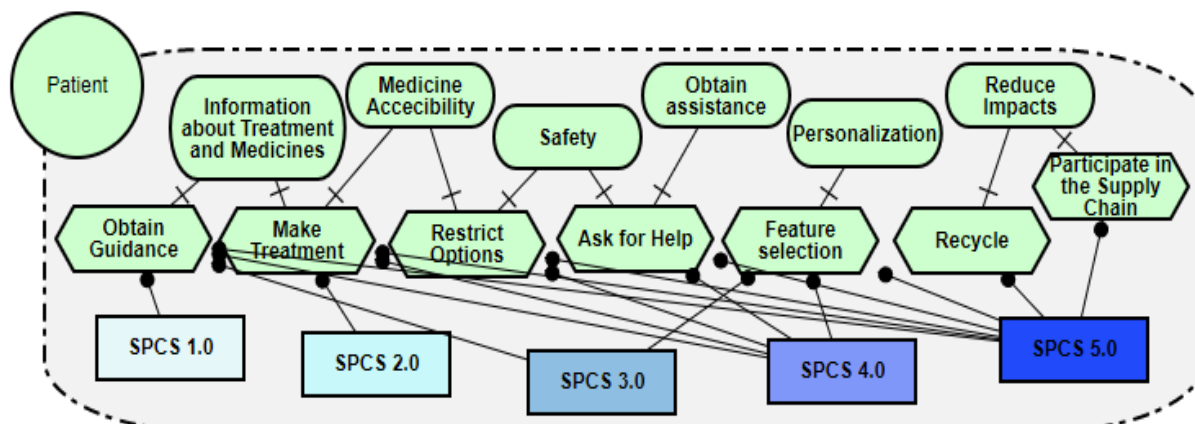 Patient
Information
about Treatment
and Medicines
Medicine
Accecibility
Safety
Obtain
assistance
Personalization
Reduce
Impacts
Obtain
Guidance
Make
Treatment
Restrict
Options
Ask for Help
Feature
selection
Recycle
Participate in
the Supply
Chain
SPCS 1.0
SPCS 2.0
SPCS 3.0
SPCS 4.0
SPCS 5.0